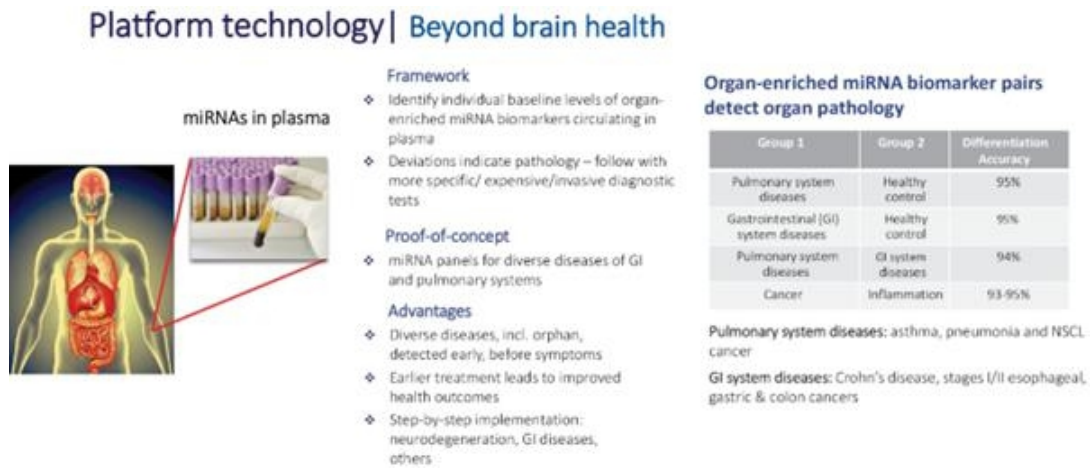 Platform technology| Beyond brain health
miRNAs in plasma
Framework
❖ Identify individual baseline levels of organ-
enriched miRNA biomarkers circulating in
plasma
❖ Deviations indicate pathology – follow with
more specific/ expensive/invasive diagnostic
tests
Proof-of-concept
❖ miRNA panels for diverse diseases of GI
and pulmonary systems
Advantages
❖ Diverse diseases, incl. orphan,
detected early, before symptoms
❖ Earlier treatment leads to improved
health outcomes
❖ Step-by-step implementation:
neurodegeneration, GI diseases,
others
Organ-enriched miRNA biomarker pairs
detect organ pathology
Group 1 Group 2 Differentiation
Accuracy
Pulmonary system
diseases Healthy
control 95%
Gastrointestinal (GI)
system diseases Healthy
control 95%
Pulmonary system
diseases GI system
diseases 94%
Cancer Inflammation 93-95%
Pulmonary system diseases: asthma, pneumonia and NSCL
cancer
GI system diseases: Crohn's disease, stages I/II esophageal,
gastric & colon cancers